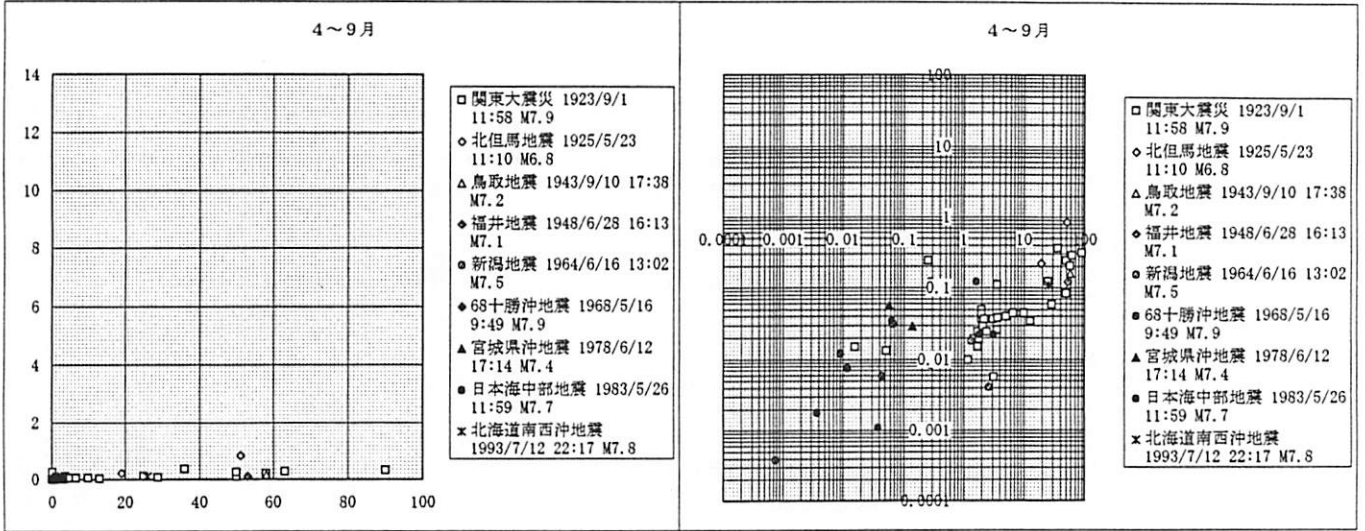 4～9月
14
12
10
8
6
4
2
0
0 20 40 60 80 100
□ 関東大震災 1923/9/1
11:58 M7.9
◇ 北但馬地震 1925/5/23
11:10 M6.8
△ 鳥取地震 1943/9/10 17:38
M7.2
◆ 福井地震 1948/6/28 16:13
M7.1
新潟地震 1964/6/16 13:02
M7.5
68十勝沖地震 1968/5/16
9:49 M7.9
▲ 宮城県沖地震 1978/6/12
17:14 M7.4
● 日本海中部地震 1983/5/26
11:59 M7.7
× 北海道南西沖地震
1993/7/12 22:17 M7.8
4～9月
100
10
1
0.0001 0.001 0.01 0.1 1 10 00
0.1
0.01
0.001
0.0001
□ 関東大震災 1923/9/1
11:58 M7.9
◇ 北但馬地震 1925/5/23
11:10 M6.8
△ 鳥取地震 1943/9/10 17:38
M7.2
福井地震 1948/6/28 16:13
M7.1
新潟地震 1964/6/16 13:02
M7.5
68十勝沖地震 1968/5/16
9:49 M7.9
▲ 宮城県沖地震 1978/6/12
17:14 M7.4
● 日本海中部地震 1983/5/26
11:59 M7.7
× 北海道南西沖地震
1993/7/12 22:17 M7.8